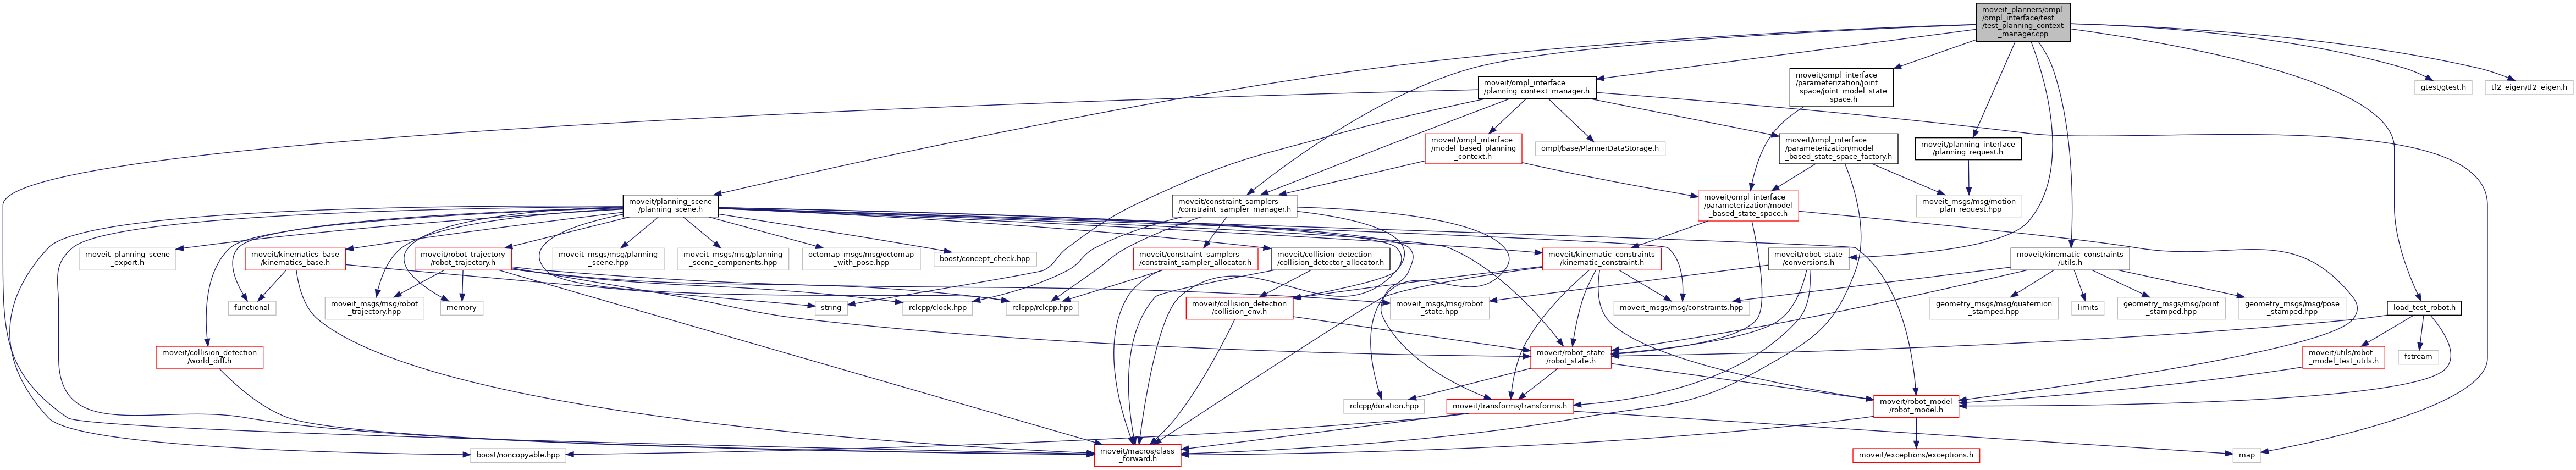 moveit_planners/ompl
/ompl_interface/test
/test_planning_context
_manager.cpp
moveit/ompl_interface
/planning_context_manager.h
moveit/ompl_interface
/parameterization/joint
_space/joint_model_state
_space.h
gtest/gtest.h
tf2_eigen/tf2_eigen.h
moveit/ompl_interface
/model_based_planning
_context.h
ompl/base/PlannerDataStorage.h
moveit/ompl_interface
/parameterization/model
_based_state_space_factory.h
moveit/planning_interface
/planning_request.h
moveit/planning_scene
/planning_scene.h
moveit/constraint_samplers
/constraint_sampler_manager.h
moveit/ompl_interface
/parameterization/model
_based_state_space.h
moveit_msgs/msg/motion
_plan_request.hpp
moveit_planning_scene
_export.h
moveit/kinematics_base
/kinematics_base.h
moveit/robot_trajectory
/robot_trajectory.h
moveit_msgs/msg/planning
_scene.hpp
moveit_msgs/msg/planning
_scene_components.hpp
octomap_msgs/msg/octomap
_with_pose.hpp
boost/concept_check.hpp
moveit/constraint_samplers
/constraint_sampler_allocator.h
moveit/collision_detection
/collision_detector_allocator.h
moveit/kinematic_constraints
/kinematic_constraint.h
moveit/robot_state
/conversions.h
moveit/kinematic_constraints
/utils.h
functional
moveit_msgs/msg/robot
_trajectory.hpp
memory
string
rclcpp/clock.hpp
rclcpp/rclcpp.hpp
moveit/collision_detection
/collision_env.h
moveit_msgs/msg/robot
_state.hpp
moveit_msgs/msg/constraints.hpp
geometry_msgs/msg/quaternion
_stamped.hpp
limits
geometry_msgs/msg/point
_stamped.hpp
geometry_msgs/msg/pose
_stamped.hpp
load_test_robot.h
moveit/collision_detection
/world_diff.h
moveit/robot_state
/robot_state.h
moveit/utils/robot
_model_test_utils.h
fstream
rclcpp/duration.hpp
moveit/transforms/transforms.h
moveit/robot_model
/robot_model.h
boost/noncopyable.hpp
moveit/macros/class
_forward.h
moveit/exceptions/exceptions.h
map